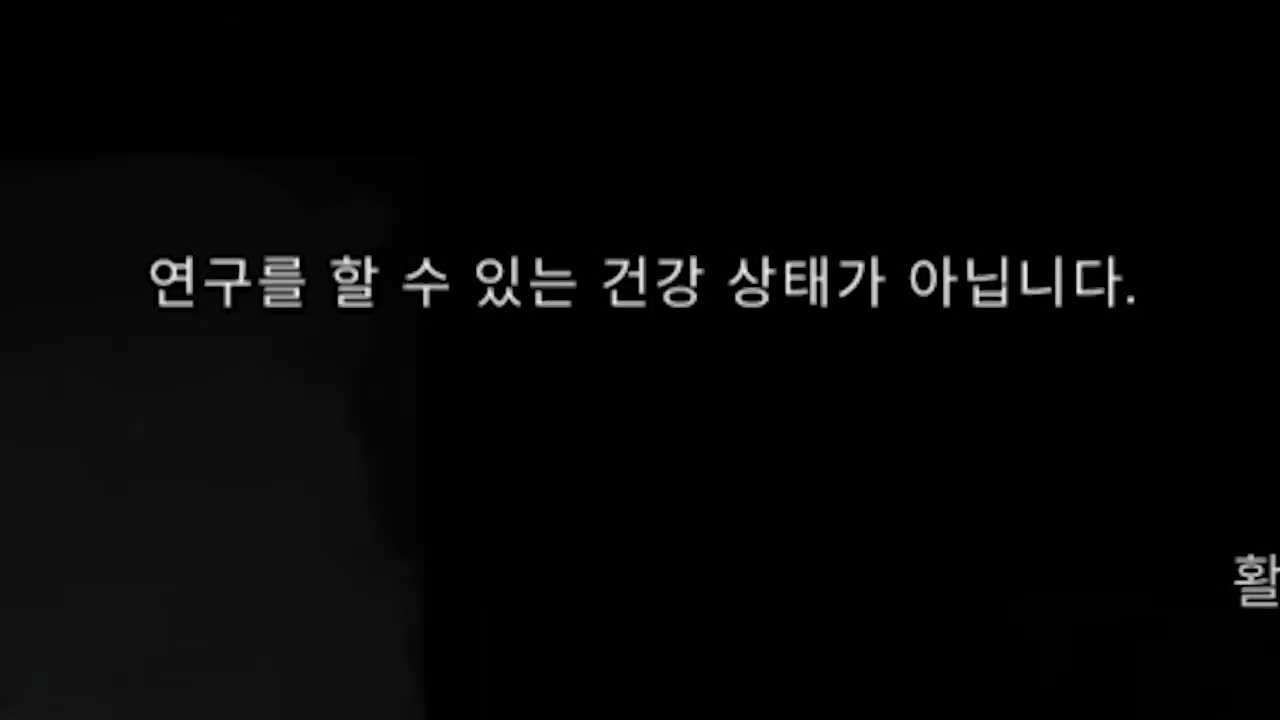 연구를 할 수 있는 건강 상태가 아닙니다.
활